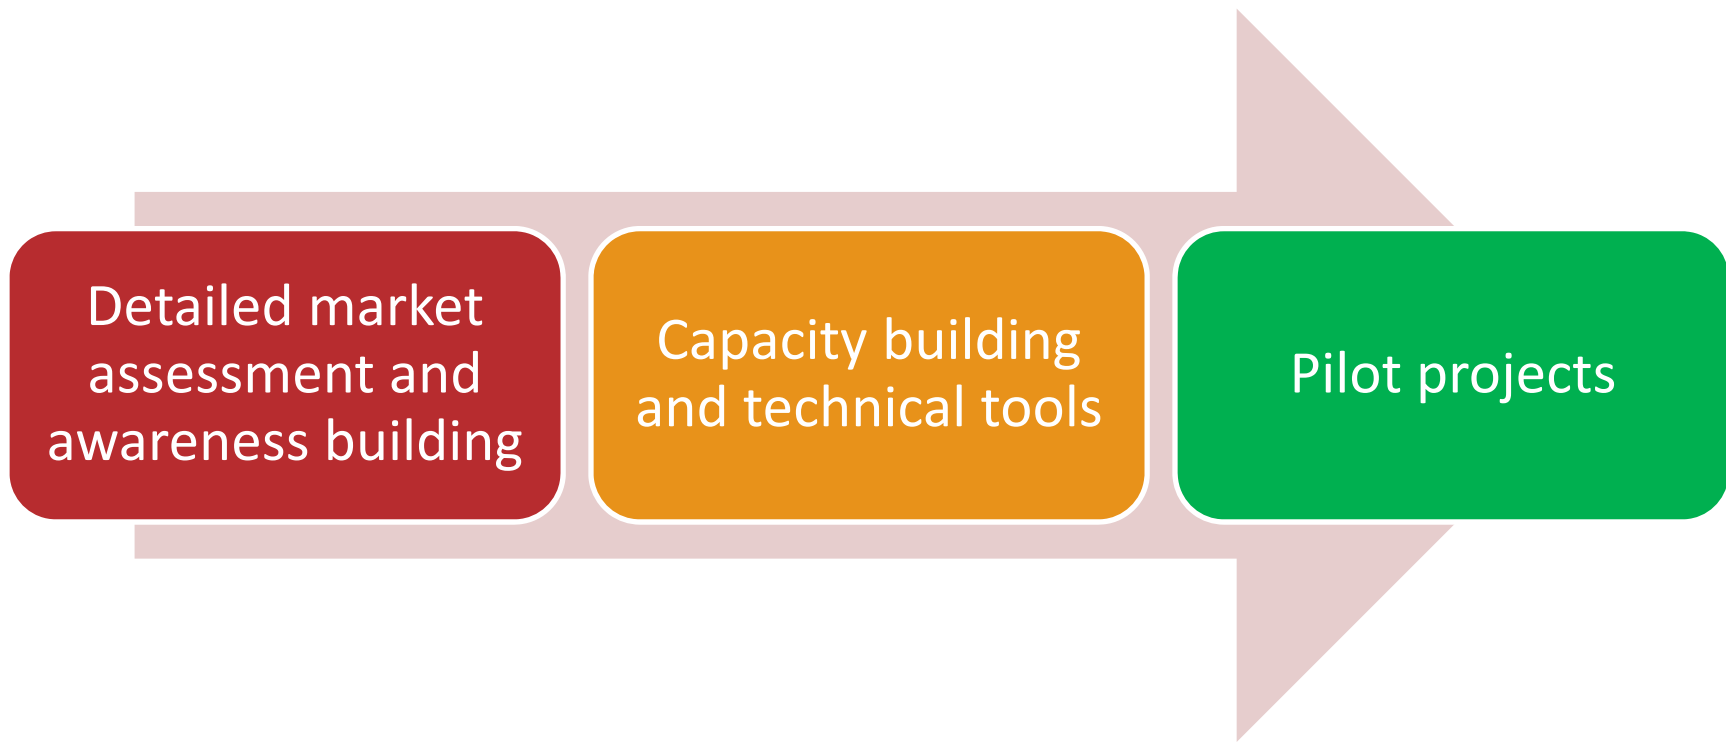 Detailed market
assessment and
awareness building
Capacity building
and technical tools
Pilot projects